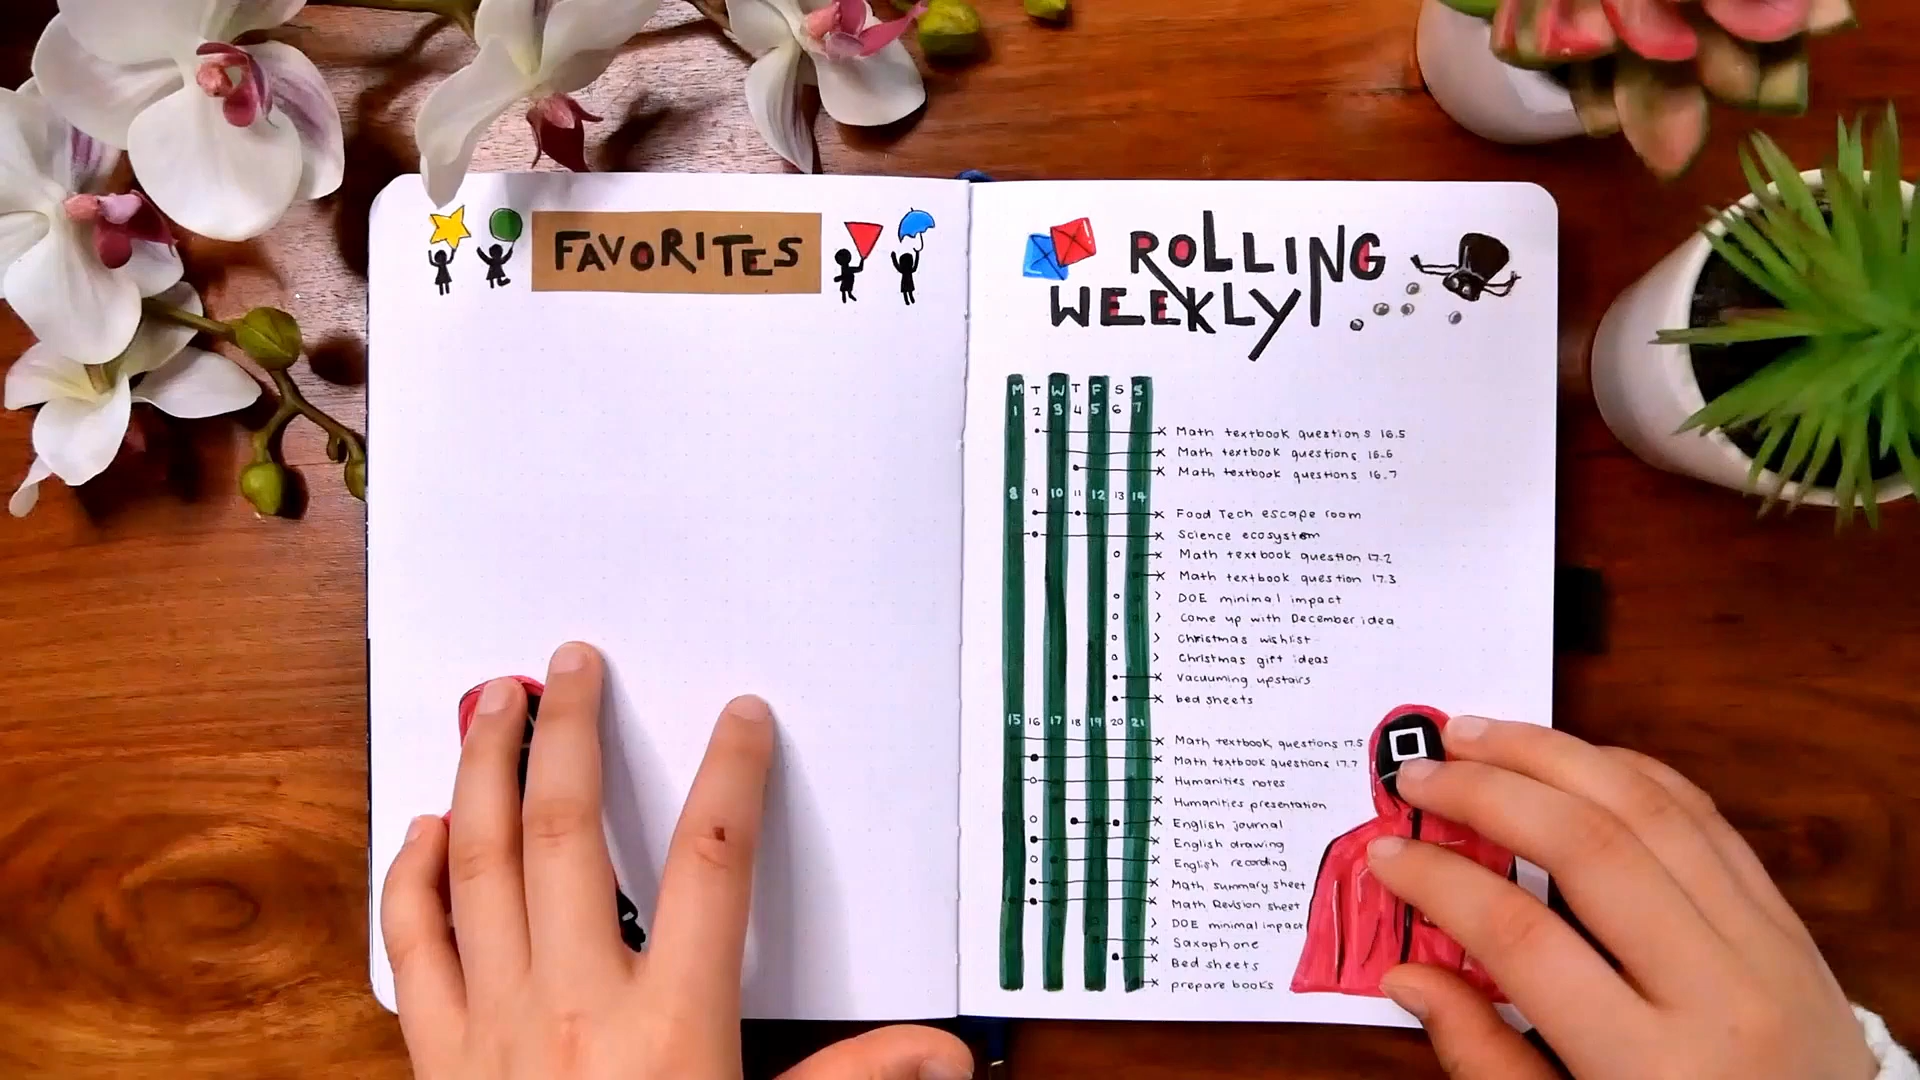 FAVORITES
ROLLING
WEEKLY
M T W T F S S
1 2 3 4 5 6 7
Math textbook questions 16.5
Math textbook questions 16.6
Math textbook questions 16.7
8 9 10 11 12 13 14
Food Tech escape room
Science ecosystem
Math textbook question 17.2
Math textbook question 17.3
DOE minimal impact
Come up with December idea
Christmas wishlist
Christmas gift ideas
Vacuuming upstairs
bed sheets
15 16 17 18 19 20 21
Math textbook questions 17.5
Math textbook questions 17.7
Humanities notes
Humanities presentation
English journal
English drawing
English recording
Math summary sheet
Math Revision sheet
DOE minimal impact
Saxophone
Bed sheets
prepare books